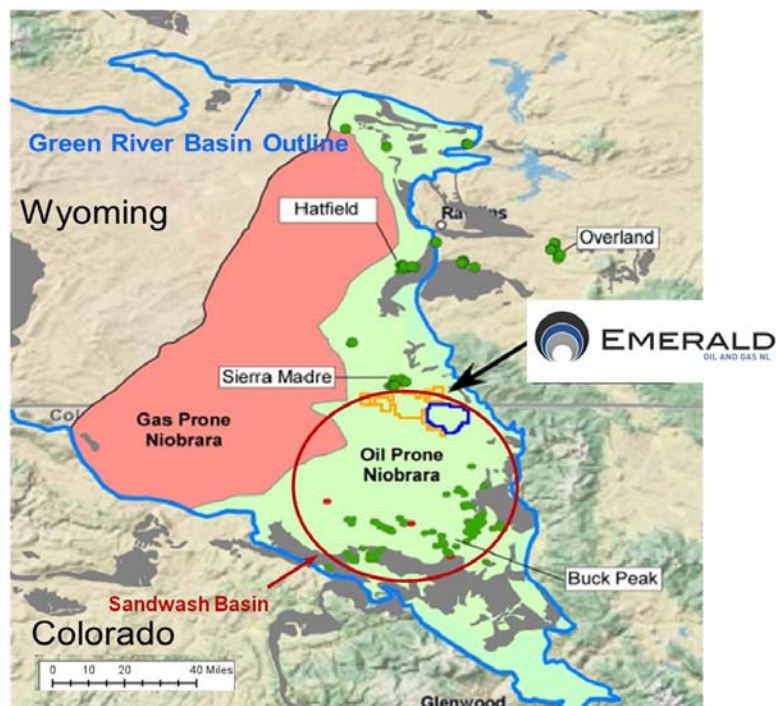 Green River Basin Outline
Wyoming
Hatfield
Overland
EMERALD
OIL AND GAS NL
Sierra Madre
Gas Prone
Niobrara
Oil Prone
Niobrara
Buck Peak
Sandwash Basin
Colorado
0 10 20 40 Miles
Glenwood